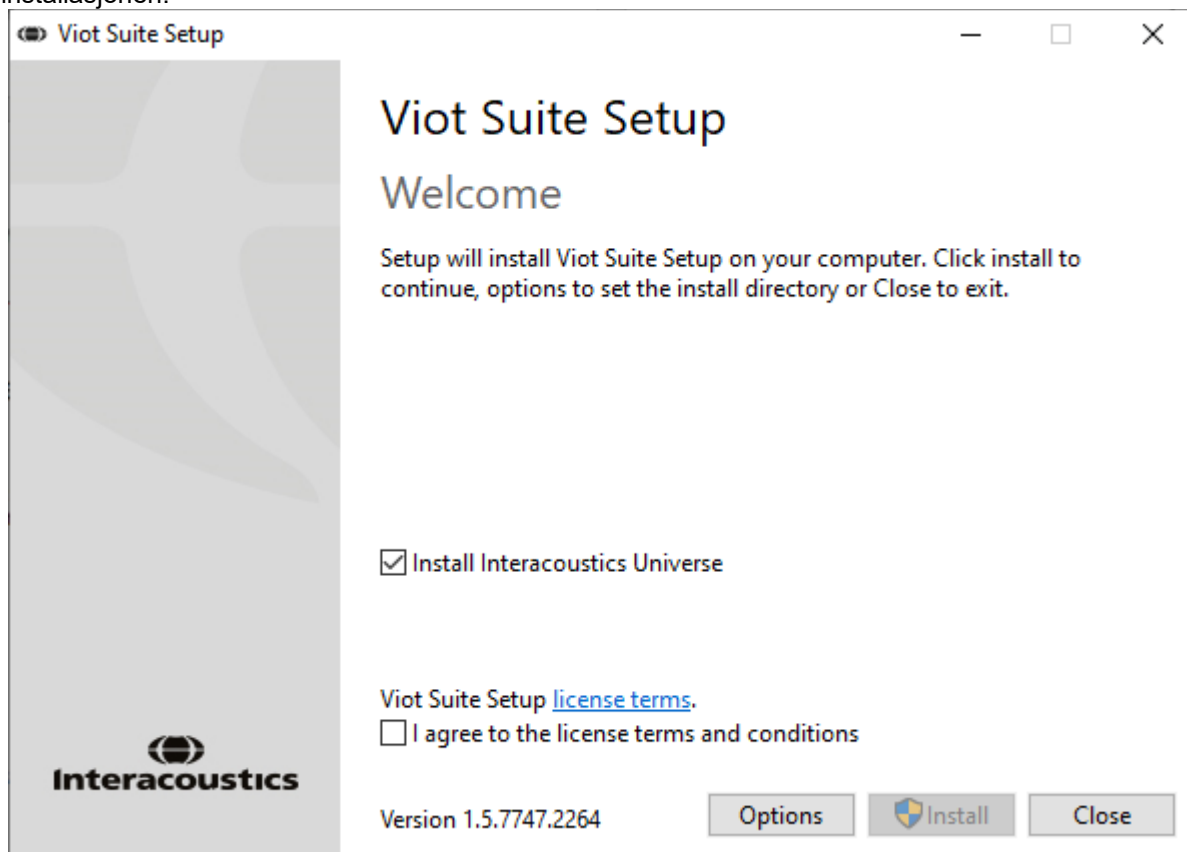 installasjonen.
Viot Suite Setup
Viot Suite Setup
Welcome
Setup will install Viot Suite Setup on your computer. Click install to
continue, options to set the install directory or Close to exit.
Install Interacoustics Universe
Viot Suite Setup license terms.
I agree to the license terms and conditions
Interacoustics
Version 1.5.7747.2264 Options Install Close